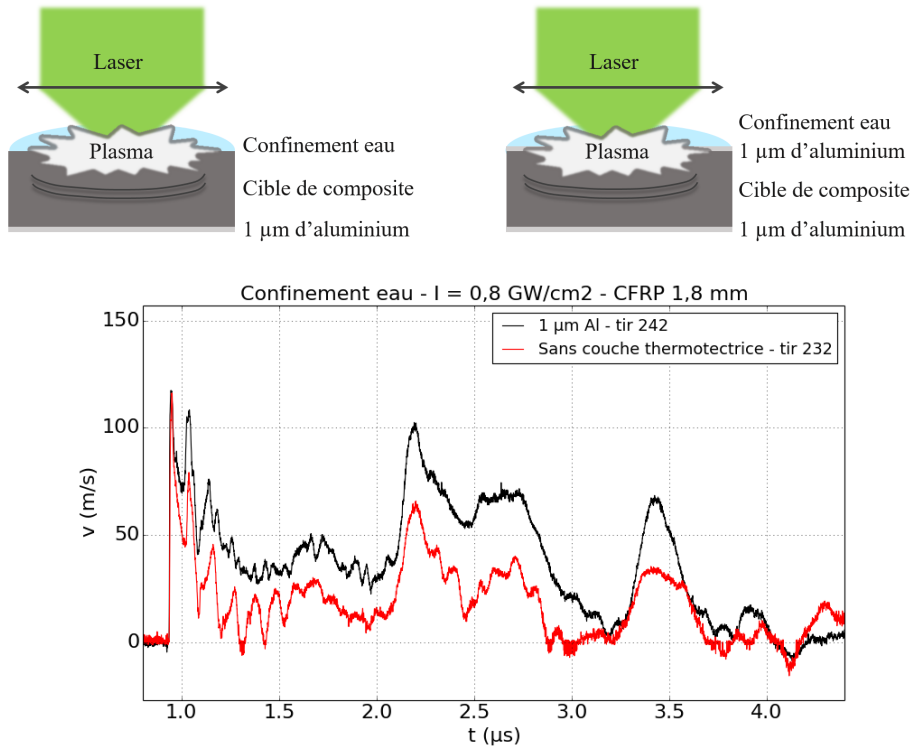 Laser
Plasma
Confinement eau
Cible de composite
1 µm d’aluminium
Laser
Plasma
Confinement eau
1 µm d’aluminium
Cible de composite
1 µm d’aluminium
Confinement eau - I = 0,8 GW/cm2 - CFRP 1,8 mm
1 µm Al - tir 242
Sans couche thermotectrice - tir 232
v (m/s)
150
100
50
0
1.0 1.5 2.0 2.5 3.0 3.5 4.0
t (µs)